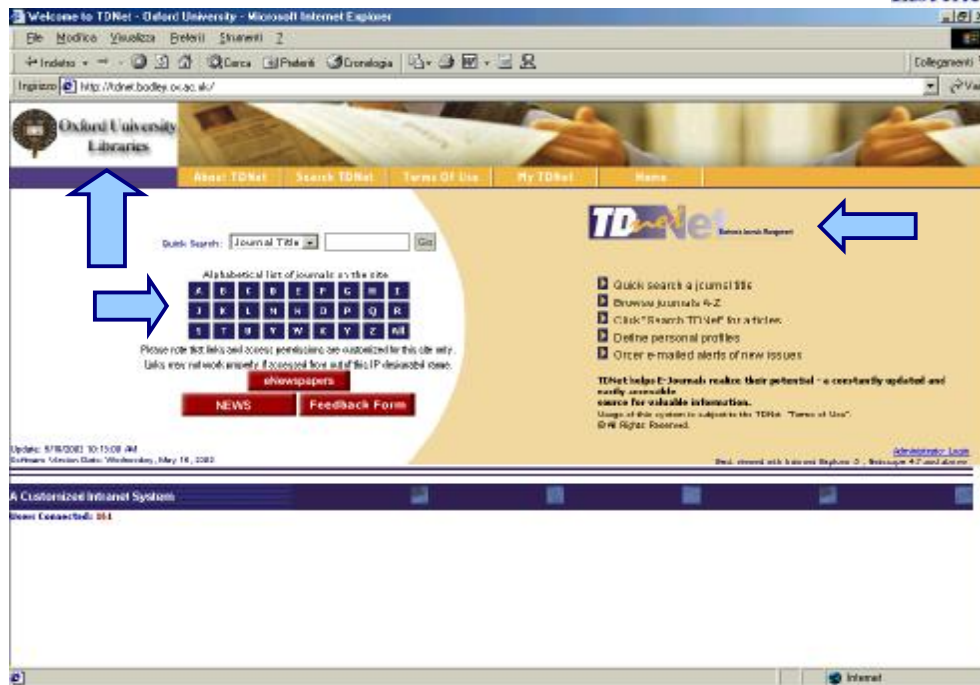 Welcome to TDNet - Oxford University - Microsoft Internet Explorer
File Modifica Visualizza Preferiti Strumenti ?
Indietro Cerca Preferiti Cronologia Collegamenti
Indirizzo http://tdnet.bodley.ox.ac.uk/ Vai
Oxford University
Libraries
About TDNet Search TDNet Terms Of Use My TDNet Home
TDNet
Quick Search: Journal Title Go
Alphabetical list of journals on the site
A B C D E F G H I
J K L M N O P Q R
S T U V W X Y Z All
Please note that links and access permissions are customized for this site only.
Links may not work properly if accessed from out of this IP designated range.
eNewspapers
NEWS Feedback Form
Quick search a journal title
Browse journals A-Z
Click "Search TDNet" for articles
Define personal profiles
Order e-mailed alerts of new issues
TDNet helps E-Journals realize their potential - a constantly updated and
easily accessible
source for valuable information.
Usage of this system is subject to the TDNet "Terms of Use".
© All Rights Reserved.
Administrator Login
Software Version Date: Wednesday, May 2002
A Customized Intranet System
Users Connected:
Internet